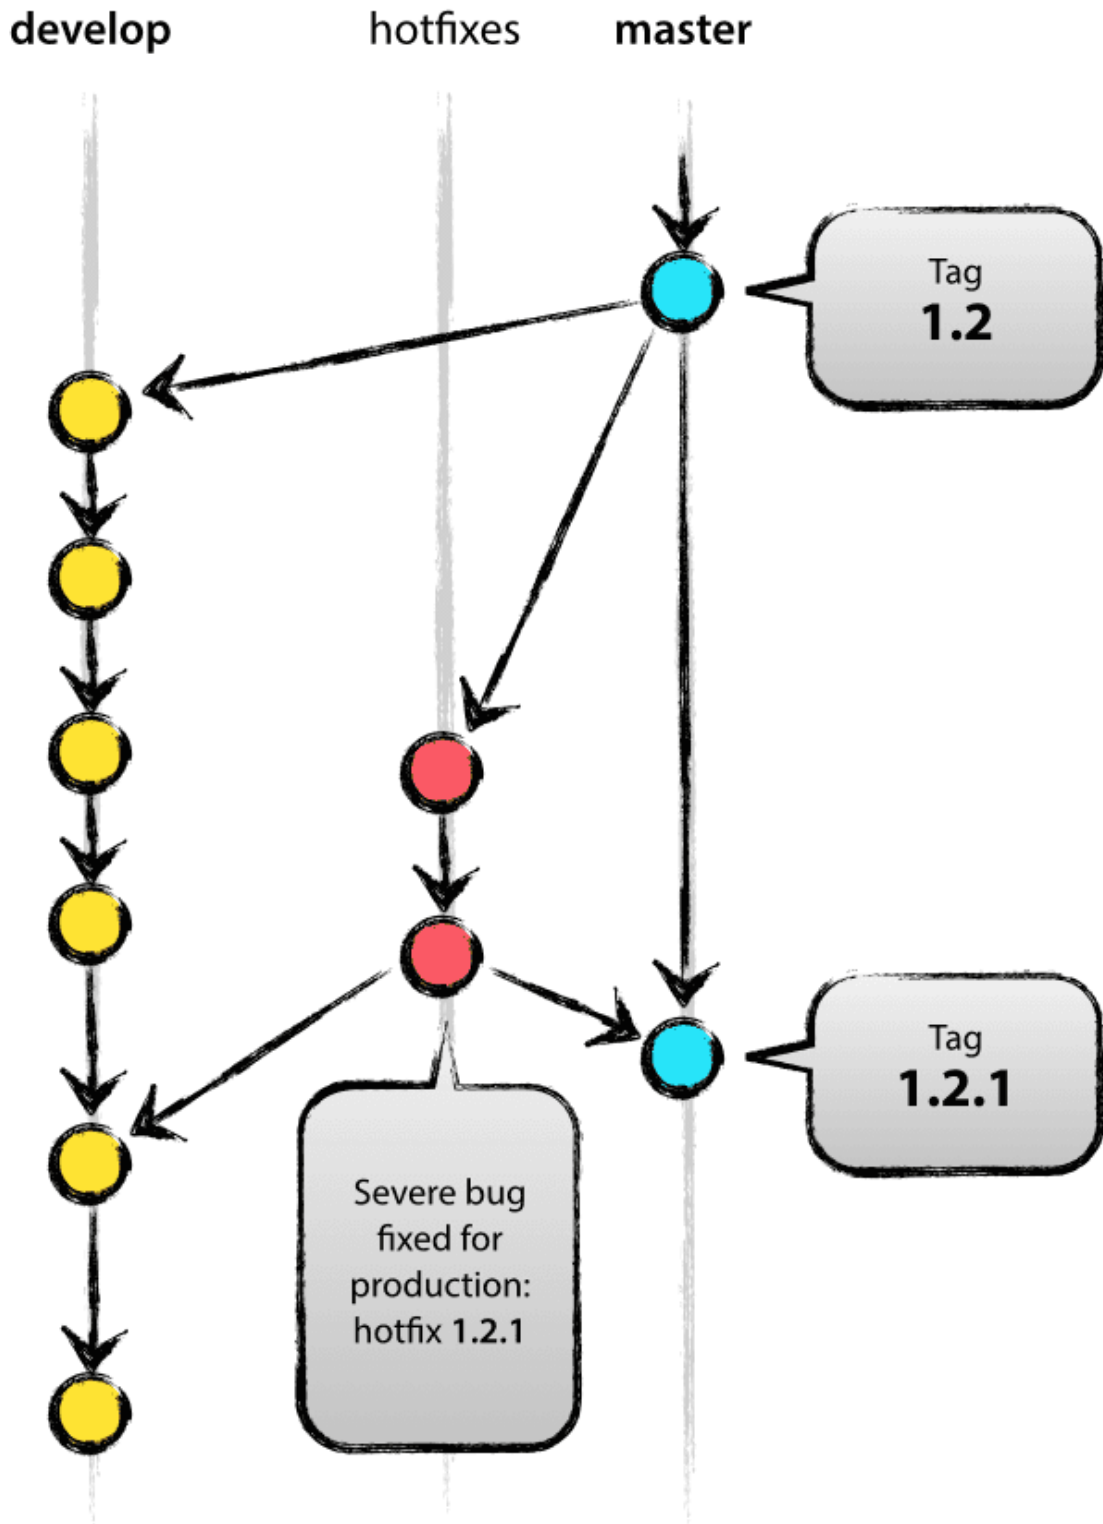 develop
hotfixes
master
Tag
1.2
Tag
1.2.1
Severe bug
fixed for
production:
hotfix 1.2.1